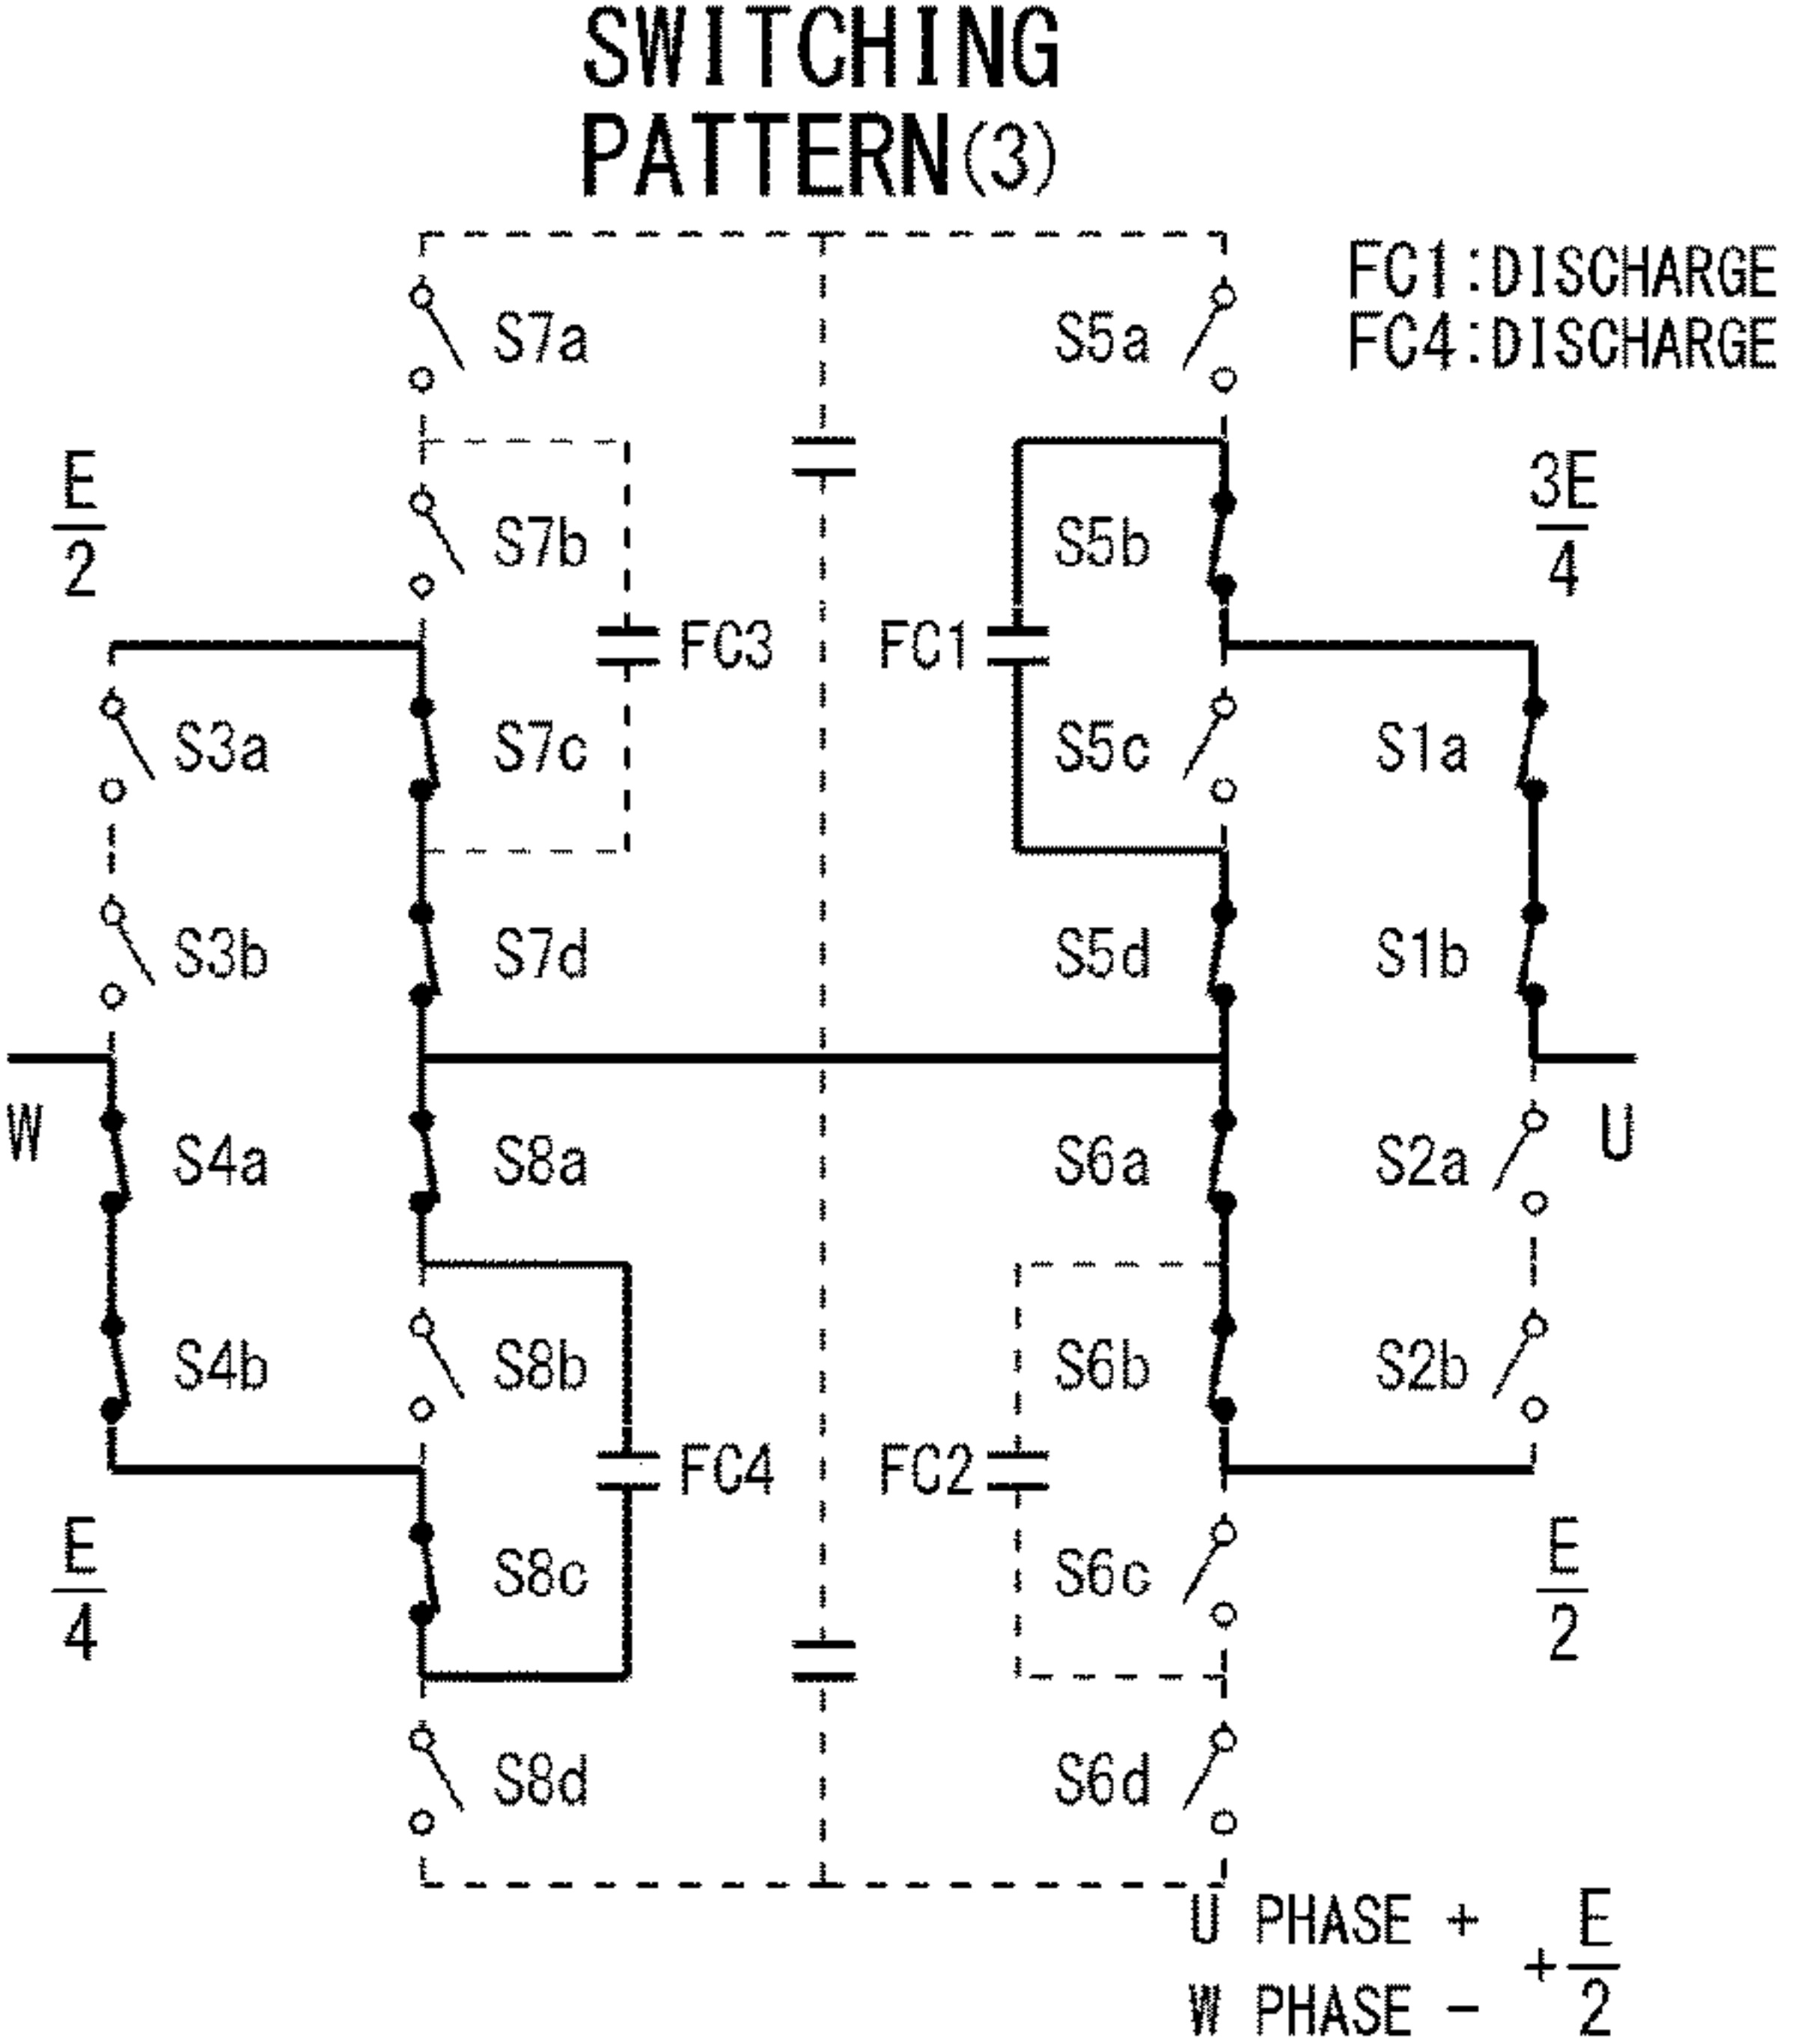 SWITCHING
PATTERN(3)
FC1:DISCHARGE
FC4:DISCHARGE
S7a
S5a
E
2
S7b
S5b
3E
4
FC3
FC1
S3a
S7c
S5c
S1a
S3b
S7d
S5d
S1b
W
S4a
S8a
S6a
S2a
U
S4b
S8b
S6b
S2b
FC4
FC2
E
4
S8c
S6c
E
2
S8d
S6d
U PHASE +
W PHASE -
+E
2